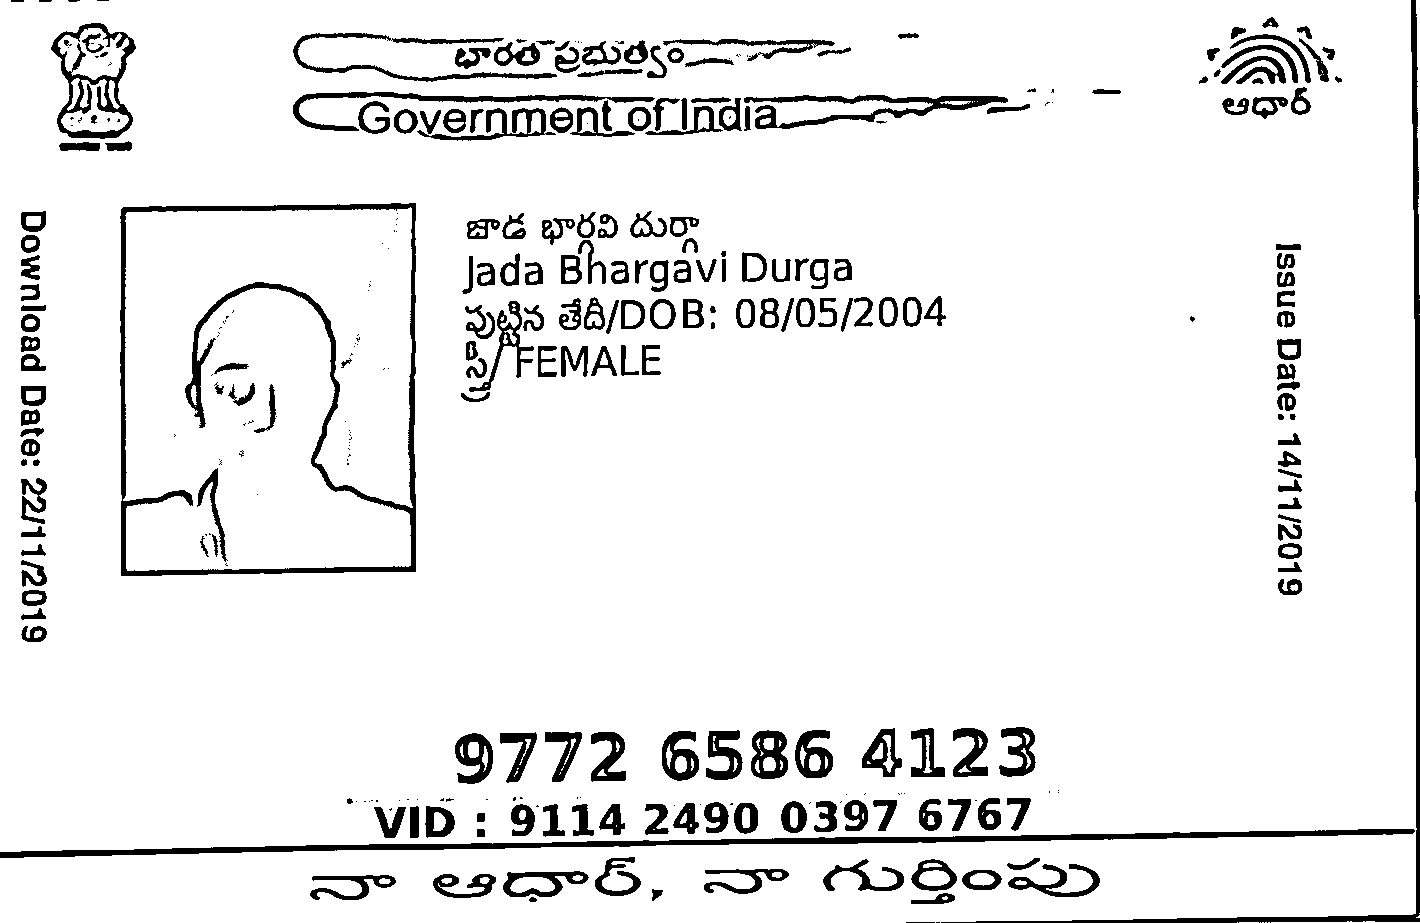 భారత ప్రభుత్వం
Government of India
ఆధార్
జాడ భార్గవి దుర్గా
Jada Bhargavi Durga
పుట్టిన తేదీ/DOB: 08/05/2004
స్త్రీ/ FEMALE
Download Date: 22/11/2019
Issue Date: 14/11/2019
9772 6586 4123
VID : 9114 2490 0397 6767
నా ఆధార్, నా గుర్తింపు